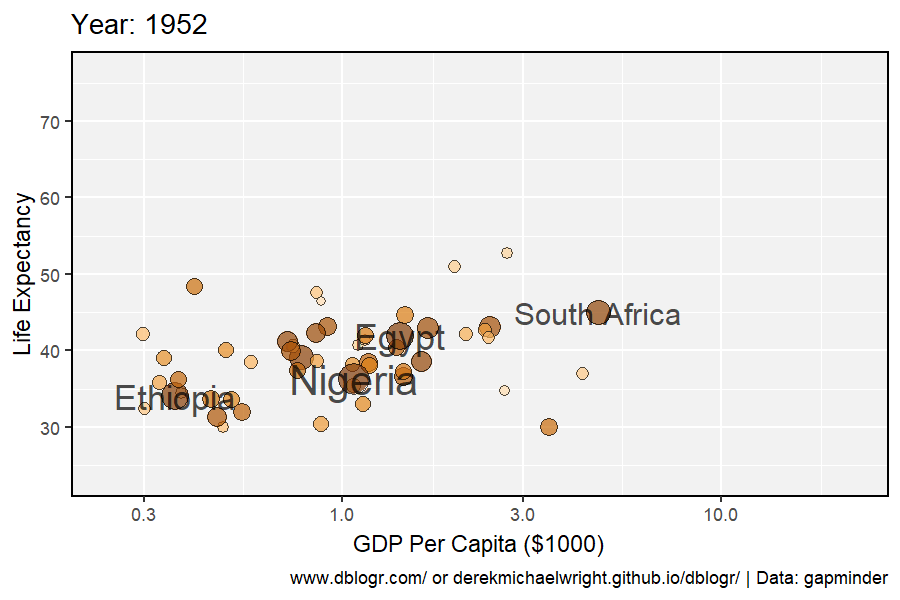 Year: 1952
Life Expectancy
70
60
50
40
30
South Africa
Egypt
Nigeria
Ethiopia
0.3 1.0 3.0 10.0
GDP Per Capita ($1000)
www.dblogr.com/ or derekmichaelwright.github.io/dblogr/ | Data: gapminder